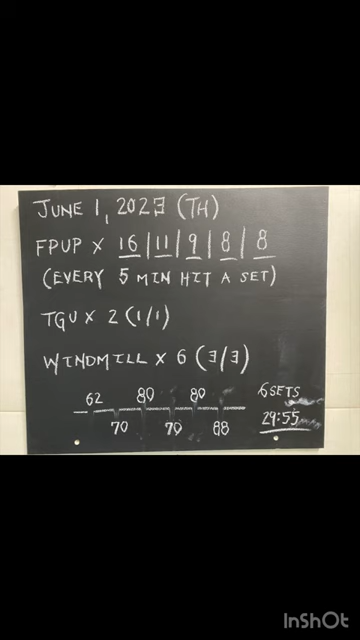 JUNE 1, 2023 (TH)
FPUP X 16|11|9|8|8
(EVERY 5 MIN HIT A SET)
TGU X 2 (1/1)
WINDMILL X 6 (3/3)
62 80 80 6 SETS
70 70 88 29:55
InShOt